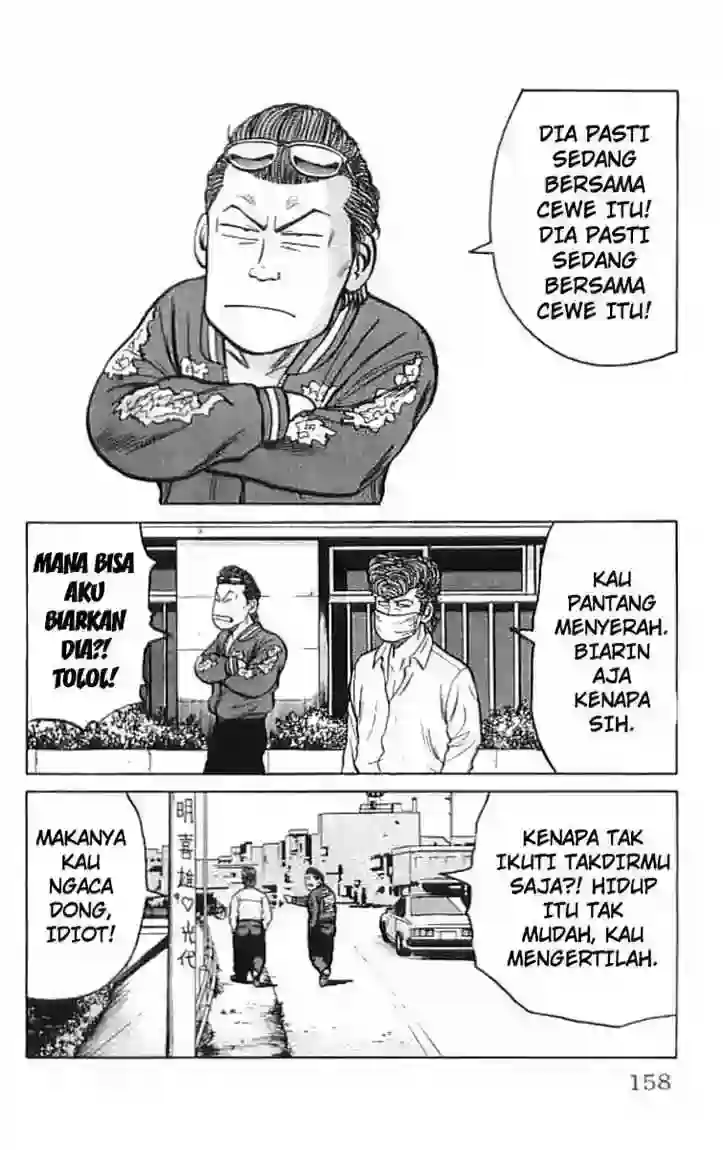 DIA PASTI
SEDANG
BERSAMA
CEWE ITU!
DIA PASTI
SEDANG
BERSAMA
CEWE ITU!
KAU
PANTANG
MENYERAH.
BIARIN
AJA
KENAPA
SIH.
MANA BISA
AKU
BIARKAN
DIA?!
TOLOL!
KENAPA TAK
IKUTI TAKDIRMU
SAJA?! HIDUP
ITU TAK
MUDAH, KAU
MENGERTILAH.
MAKANYA
KAU
NGACA
DONG,
IDIOT!
明喜雄♡光代
158